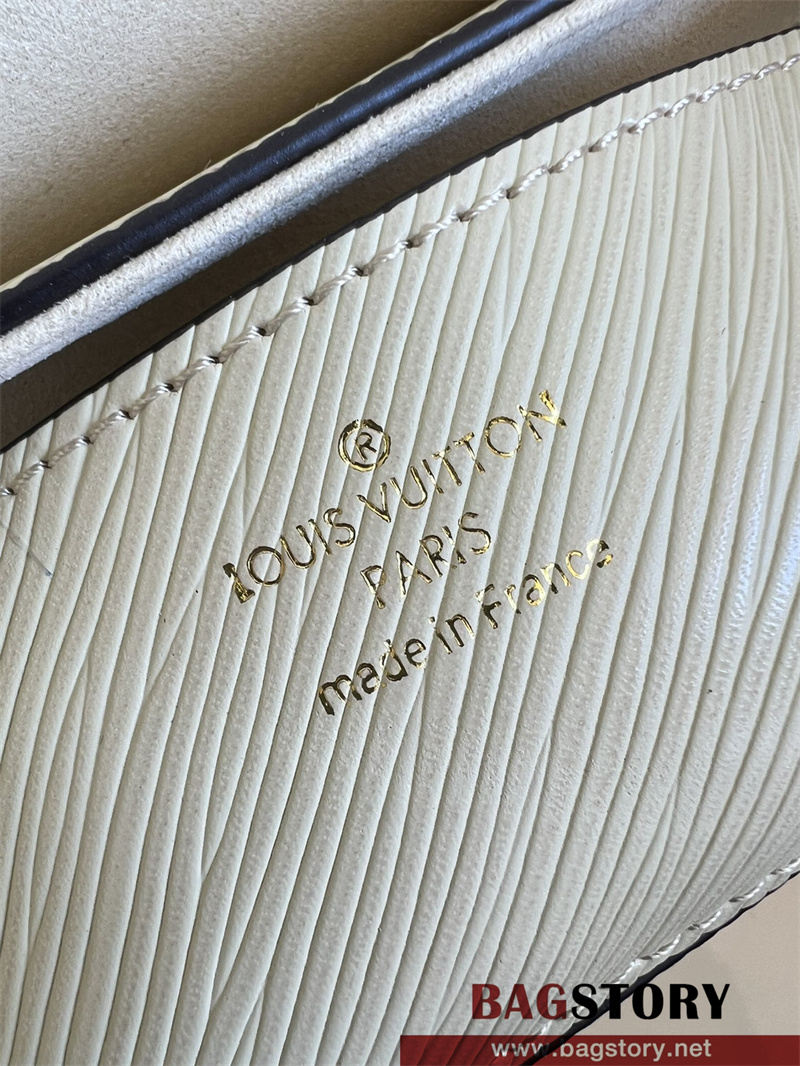 ®
LOUIS VUITTON
PARIS
made in France
BAGSTORY
www.bagstory.net